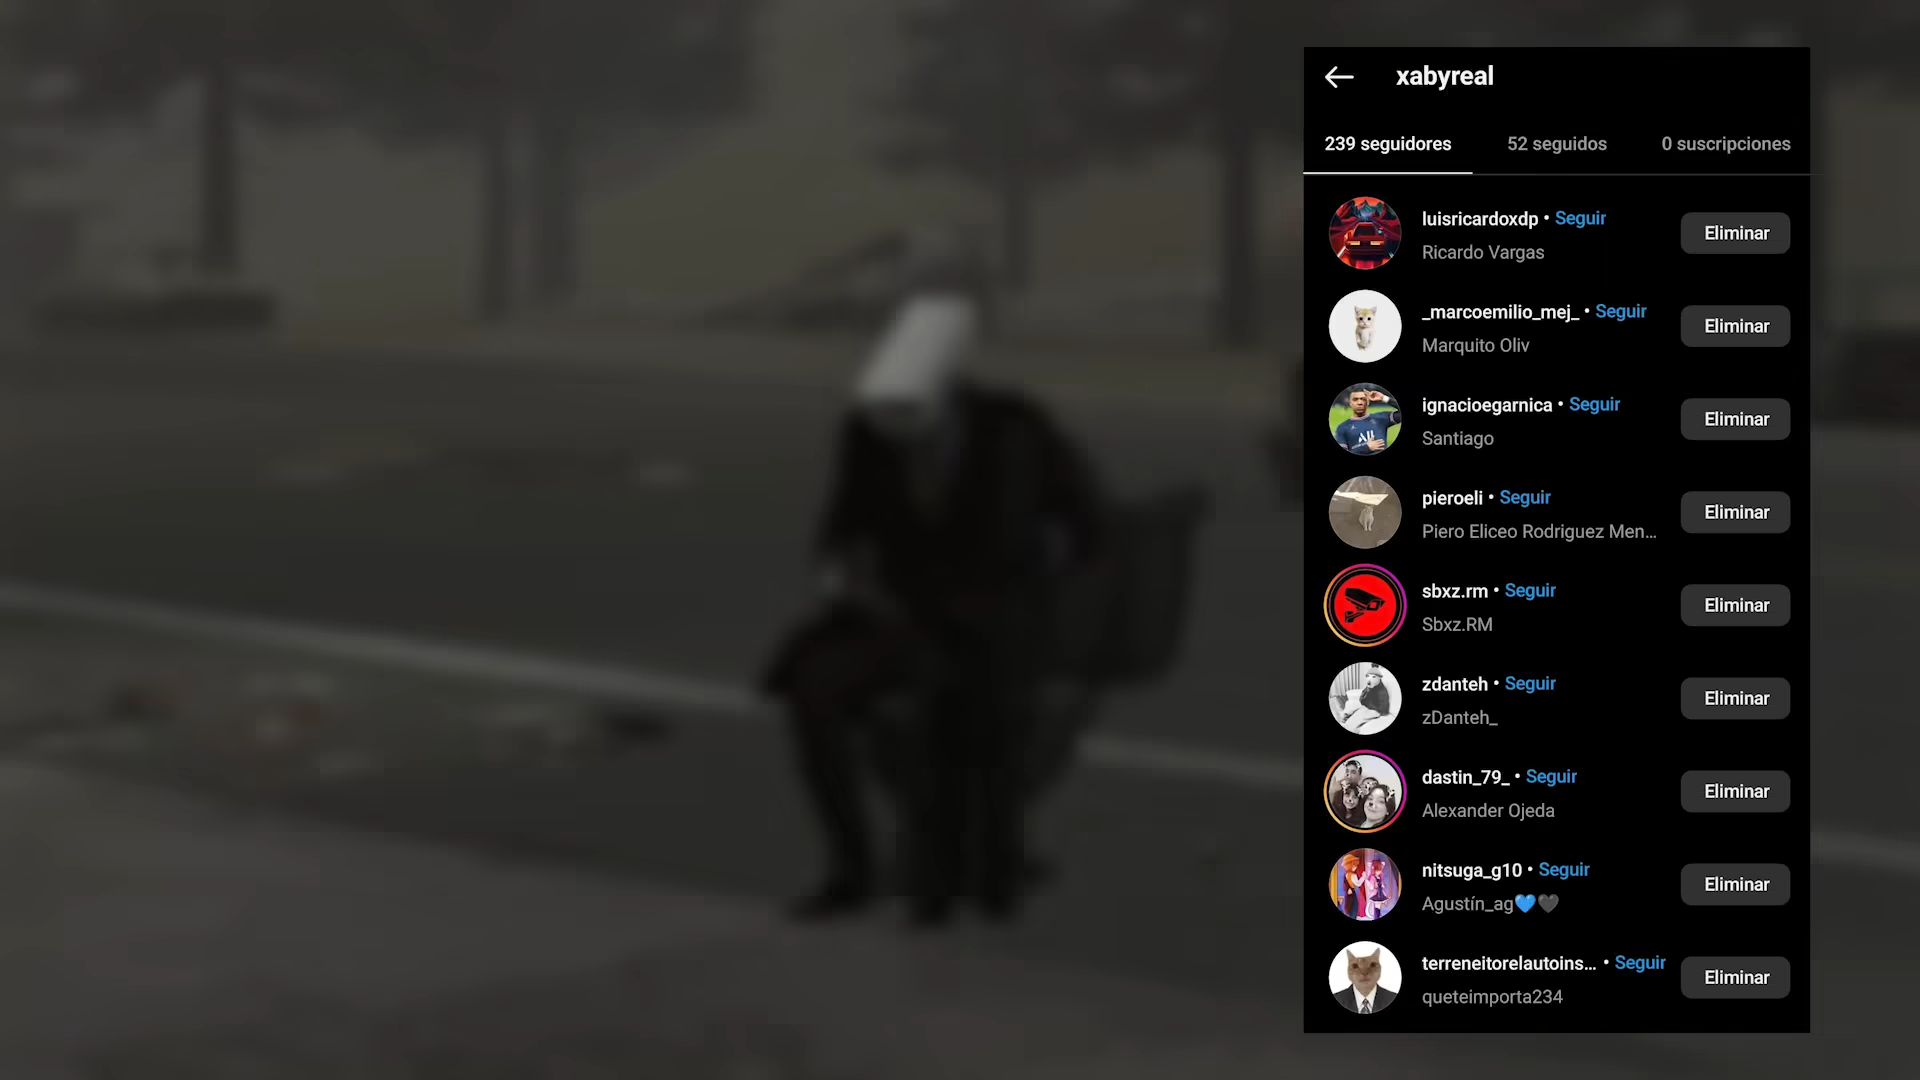 xabyreal
239 seguidores 52 seguidos 0 suscripciones
luisricardoxdp • Seguir
Ricardo Vargas
Eliminar
_marcoemilio_mej_ • Seguir
Marquito Oliv
Eliminar
ignacioegarnica • Seguir
Santiago
Eliminar
pieroeli • Seguir
Piero Eliceo Rodriguez Men...
Eliminar
sbxz.rm • Seguir
Sbxz.RM
Eliminar
zdanteh • Seguir
zDanteh_
Eliminar
dastin_79_ • Seguir
Alexander Ojeda
Eliminar
nitsuga_g10 • Seguir
Agustín_ag💙🖤
Eliminar
terreneitorelautoins... • Seguir
queteimporta234
Eliminar